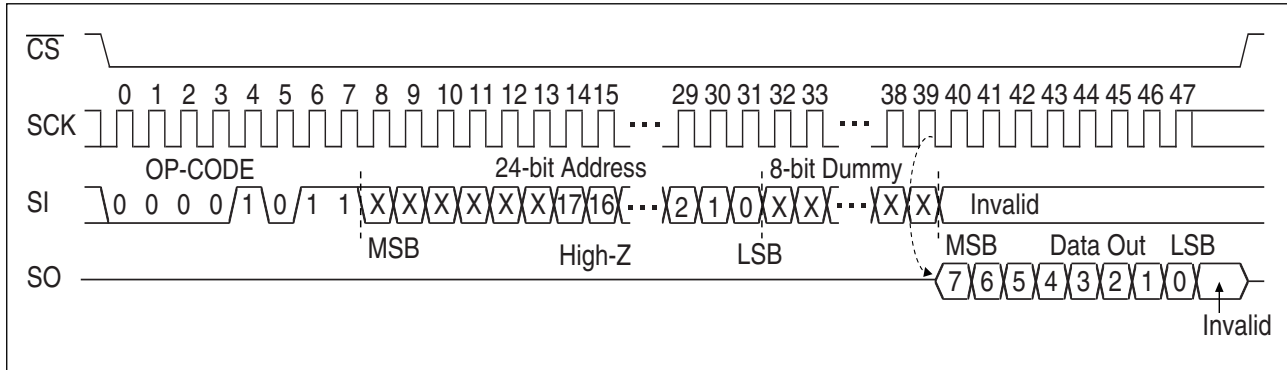 CS
0 1 2 3 4 5 6 7 8 9 10 11 12 13 14 15 29 30 31 32 33 38 39 40 41 42 43 44 45 46 47
SCK ··· ···
OP-CODE 24-bit Address 8-bit Dummy
SI 0 0 0 0 1 0 1 1 X X X X X X 17 16 ··· 2 1 0 X X ··· X X Invalid
MSB High-Z LSB MSB Data Out LSB
SO 7 6 5 4 3 2 1 0
Invalid